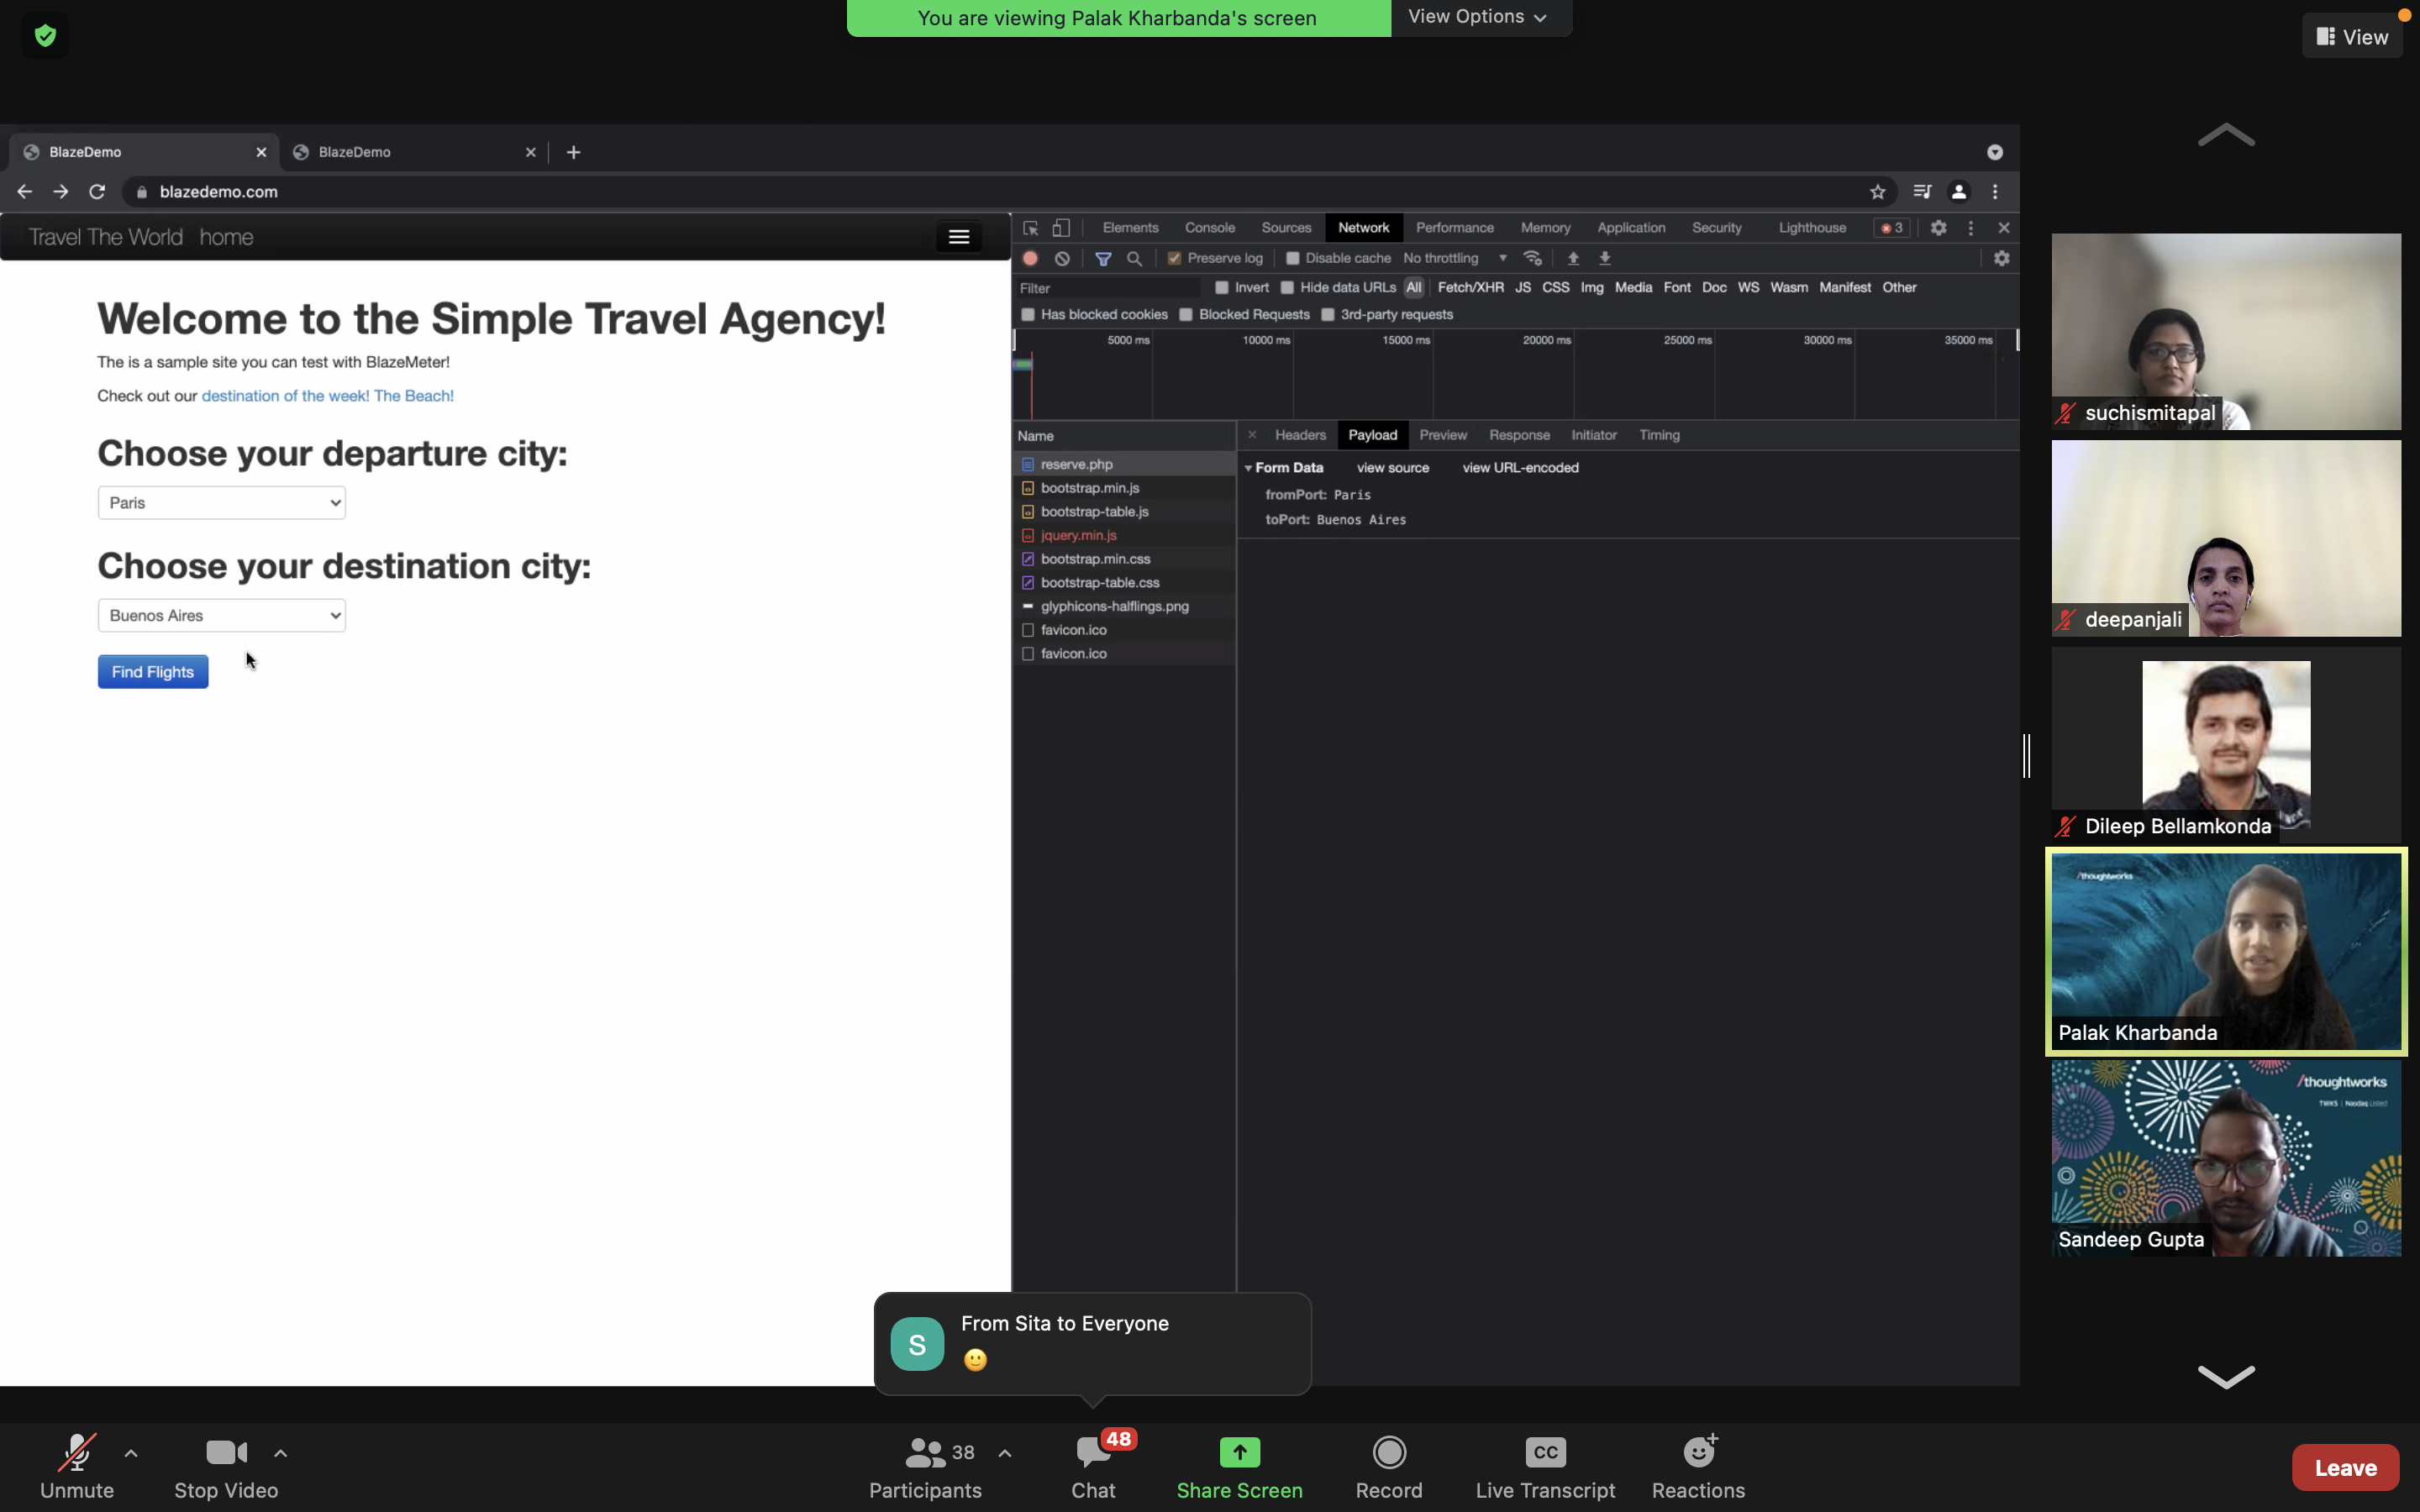 You are viewing Palak Kharbanda's screen View Options
View
BlazeDemo BlazeDemo
blazedemo.com
Travel The World home
Welcome to the Simple Travel Agency!
The is a sample site you can test with BlazeMeter!
Check out our destination of the week! The Beach!
Choose your departure city:
Paris
Choose your destination city:
Buenos Aires
Find Flights
Elements Console Sources Network Performance Memory Application Security Lighthouse 3
Preserve log Disable cache No throttling
Filter Invert Hide data URLs All Fetch/XHR JS CSS Img Media Font Doc WS Wasm Manifest Other
Has blocked cookies Blocked Requests 3rd-party requests
5000 ms 10000 ms 15000 ms 20000 ms 25000 ms 30000 ms 35000 ms
Name
reserve.php
bootstrap.min.js
bootstrap-table.js
jquery.min.js
bootstrap.min.css
bootstrap-table.css
glyphicons-halflings.png
favicon.ico
favicon.ico
Headers Payload Preview Response Initiator Timing
Form Data view source view URL-encoded
fromPort: Paris
toPort: Buenos Aires
suchismitapal
deepanjali
Dileep Bellamkonda
/thoughtworks
Palak Kharbanda
/thoughtworks
TWKS | Nasdaq Listed
Sandeep Gupta
S
From Sita to Everyone
Unmute
Stop Video
38
Participants
48
Chat
Share Screen
Record
CC
Live Transcript
Reactions
Leave